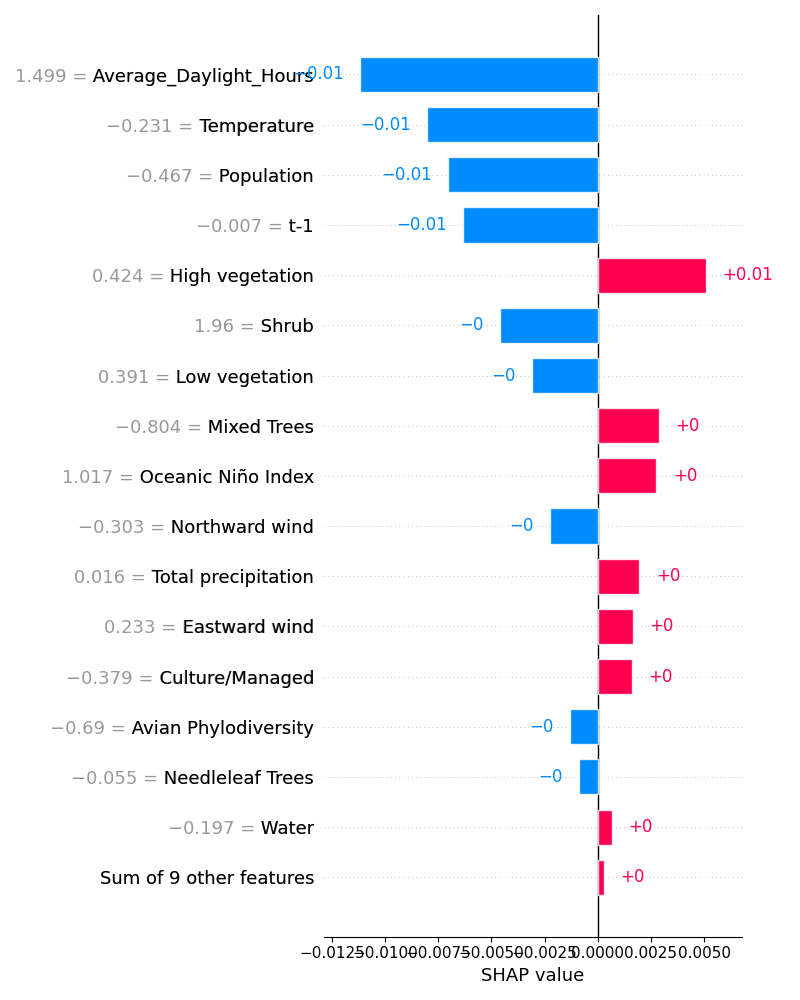 1.499 = Average_Daylight_Hours −0.01
−0.231 = Temperature −0.01
−0.467 = Population −0.01
−0.007 = t-1 −0.01
0.424 = High vegetation +0.01
1.96 = Shrub −0
0.391 = Low vegetation −0
−0.804 = Mixed Trees +0
1.017 = Oceanic Niño Index +0
−0.303 = Northward wind −0
0.016 = Total precipitation +0
0.233 = Eastward wind +0
−0.379 = Culture/Managed +0
−0.69 = Avian Phylodiversity −0
−0.055 = Needleleaf Trees −0
−0.197 = Water +0
Sum of 9 other features +0
−0.0125 −0.0100 −0.0075 −0.0050 −0.0025 0.0000 0.0025 0.0050
SHAP value